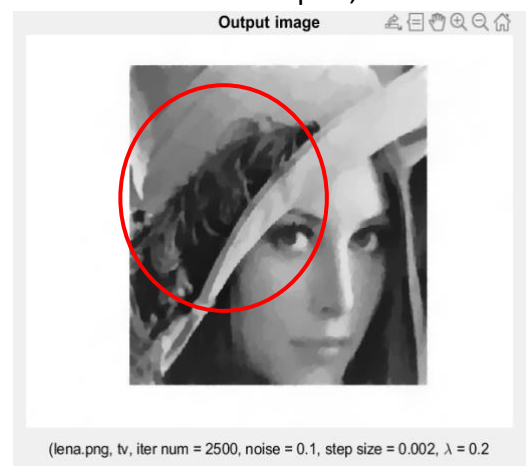 Output image
(lena.png, tv, iter num = 2500, noise = 0.1, step size = 0.002, λ = 0.2